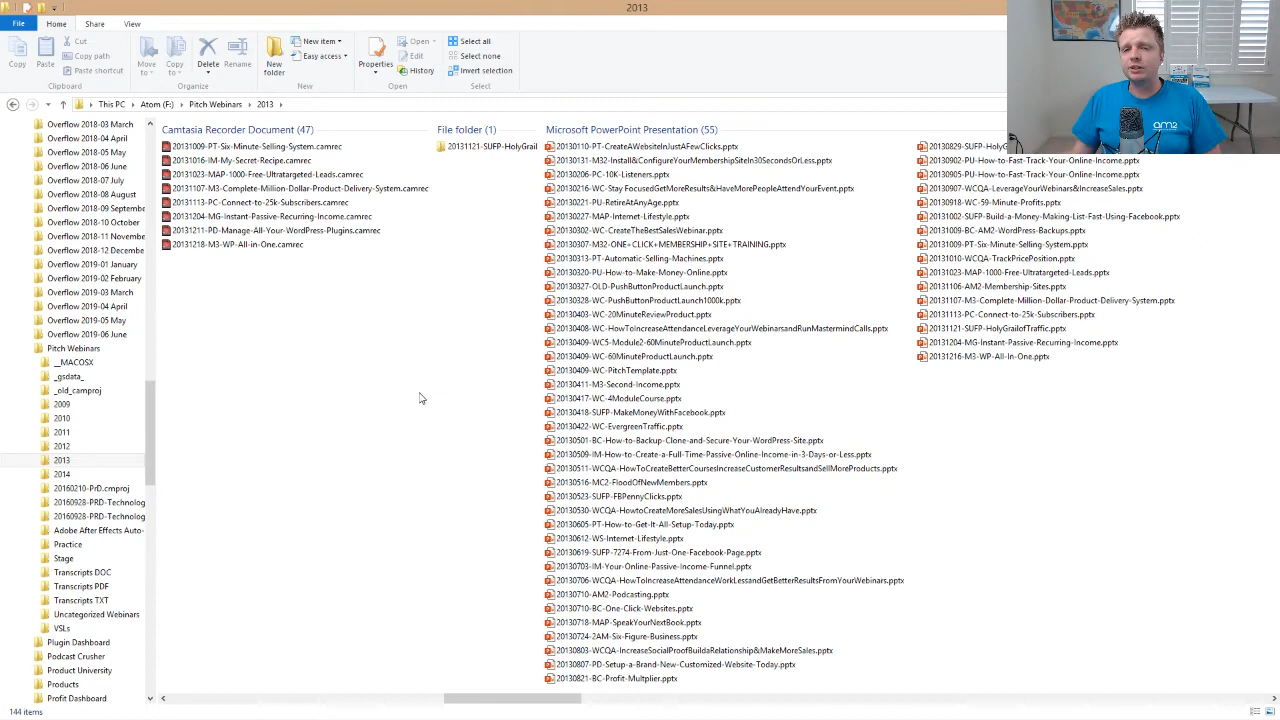 2013
File
Home
Share
View
Copy
Paste
Cut
Copy path
Paste shortcut
Clipboard
Move to
Copy to
Delete
Rename
Organize
New folder
New item
Easy access
New
Properties
Open
Edit
History
Open
Select all
Select none
Invert selection
Select
This PC
Atom (F:)
Pitch Webinars
2013
Overflow 2018-03 March
Overflow 2018-04 April
Overflow 2018-05 May
Overflow 2018-06 June
Overflow 2018-07 July
Overflow 2018-08 August
Overflow 2018-09 Septembe
Overflow 2018-10 October
Overflow 2018-11 Novembe
Overflow 2018-12 Decembe
Overflow 2019-01 January
Overflow 2019-02 February
Overflow 2019-03 March
Overflow 2019-04 April
Overflow 2019-05 May
Overflow 2019-06 June
Pitch Webinars
__MACOSX
_gsdata_
_old_camproj
2009
2010
2011
2012
2013
2014
20160210-PrD.cmproj
20160928-PRD-Technolog
20160928-PRD-Technolog
Adobe After Effects Auto-
Practice
Stage
Transcripts DOC
Transcripts PDF
Transcripts TXT
Uncategorized Webinars
VSLs
Plugin Dashboard
Podcast Crusher
Product University
Products
Profit Dashboard
144 items
Camtasia Recorder Document (47)
20131009-PT-Six-Minute-Selling-System.camrec
20131016-IM-My-Secret-Recipe.camrec
20131023-MAP-1000-Free-Ultratargeted-Leads.camrec
20131107-M3-Complete-Million-Dollar-Product-Delivery-System.camrec
20131113-PC-Connect-to-25k-Subscribers.camrec
20131204-MG-Instant-Passive-Recurring-Income.camrec
20131211-PD-Manage-All-Your-WordPress-Plugins.camrec
20131218-M3-WP-All-in-One.camrec
File folder (1)
20131121-SUFP-HolyGrail
Microsoft PowerPoint Presentation (55)
20130110-PT-CreateAWebsiteInJustAFewClicks.pptx
20130131-M32-Install&ConfigureYourMembershipSiteIn30SecondsOrLess.pptx
20130206-PC-10K-Listeners.pptx
20130216-WC-Stay FocusedGetMoreResults&HaveMorePeopleAttendYourEvent.pptx
20130221-PU-RetireAtAnyAge.pptx
20130227-MAP-Internet-Lifestyle.pptx
20130302-WC-CreateTheBestSalesWebinar.pptx
20130307-M32-ONE+CLICK+MEMBERSHIP+SITE+TRAINING.pptx
20130313-PT-Automatic-Selling-Machines.pptx
20130320-PU-How-to-Make-Money-Online.pptx
20130327-OLD-PushButtonProductLaunch.pptx
20130328-WC-PushButtonProductLaunch1000k.pptx
20130403-WC-20MinuteReviewProduct.pptx
20130408-WC-HowToIncreaseAttendanceLeverageYourWebinarsandRunMastermindCalls.pptx
20130409-WC5-Module2-60MinuteProductLaunch.pptx
20130409-WC-60MinuteProductLaunch.pptx
20130409-WC-PitchTemplate.pptx
20130411-M3-Second-Income.pptx
20130417-WC-4ModuleCourse.pptx
20130418-SUFP-MakeMoneyWithFacebook.pptx
20130422-WC-EvergreenTraffic.pptx
20130501-BC-How-to-Backup-Clone-and-Secure-Your-WordPress-Site.pptx
20130509-IM-How-to-Create-a-Full-Time-Passive-Online-Income-in-3-Days-or-Less.pptx
20130511-WCQA-HowToCreateBetterCoursesIncreaseCustomerResultsandSellMoreProducts.pptx
20130516-MC2-FloodOfNewMembers.pptx
20130523-SUFP-FBPennyClicks.pptx
20130530-WCQA-HowtoCreateMoreSalesUsingWhatYouAlreadyHave.pptx
20130605-PT-How-to-Get-It-All-Setup-Today.pptx
20130612-WS-Internet-Lifestyle.pptx
20130619-SUFP-7274-From-Just-One-Facebook-Page.pptx
20130703-IM-Your-Online-Passive-Income-Funnel.pptx
20130706-WCQA-HowToIncreaseAttendanceWorkLessandGetBetterResultsFromYourWebinars.pptx
20130710-AM2-Podcasting.pptx
20130710-BC-One-Click-Websites.pptx
20130718-MAP-SpeakYourNextBook.pptx
20130724-2AM-Six-Figure-Business.pptx
20130803-WCQA-IncreaseSocialProofBuildaRelationship&MakeMoreSales.pptx
20130807-PD-Setup-a-Brand-New-Customized-Website-Today.pptx
20130821-BC-Profit-Multplier.pptx
20130829-SUFP-HolyG
20130902-PU-How-to-Fast-Track-Your-Online-Income.pptx
20130905-PU-How-to-Fast-Track-Your-Online-Income.pptx
20130907-WCQA-LeverageYourWebinars&IncreaseSales.pptx
20130918-WC-59-Minute-Profits.pptx
20131002-SUFP-Build-a-Money-Making-List-Fast-Using-Facebook.pptx
20131009-BC-AM2-WordPress-Backups.pptx
20131009-PT-Six-Minute-Selling-System.pptx
20131010-WCQA-TrackPricePosition.pptx
20131023-MAP-1000-Free-Ultratargeted-Leads.pptx
20131106-AM2-Membership-Sites.pptx
20131107-M3-Complete-Million-Dollar-Product-Delivery-System.pptx
20131113-PC-Connect-to-25k-Subscribers.pptx
20131121-SUFP-HolyGrailofTraffic.pptx
20131204-MG-Instant-Passive-Recurring-Income.pptx
20131216-M3-WP-All-In-One.pptx
am2